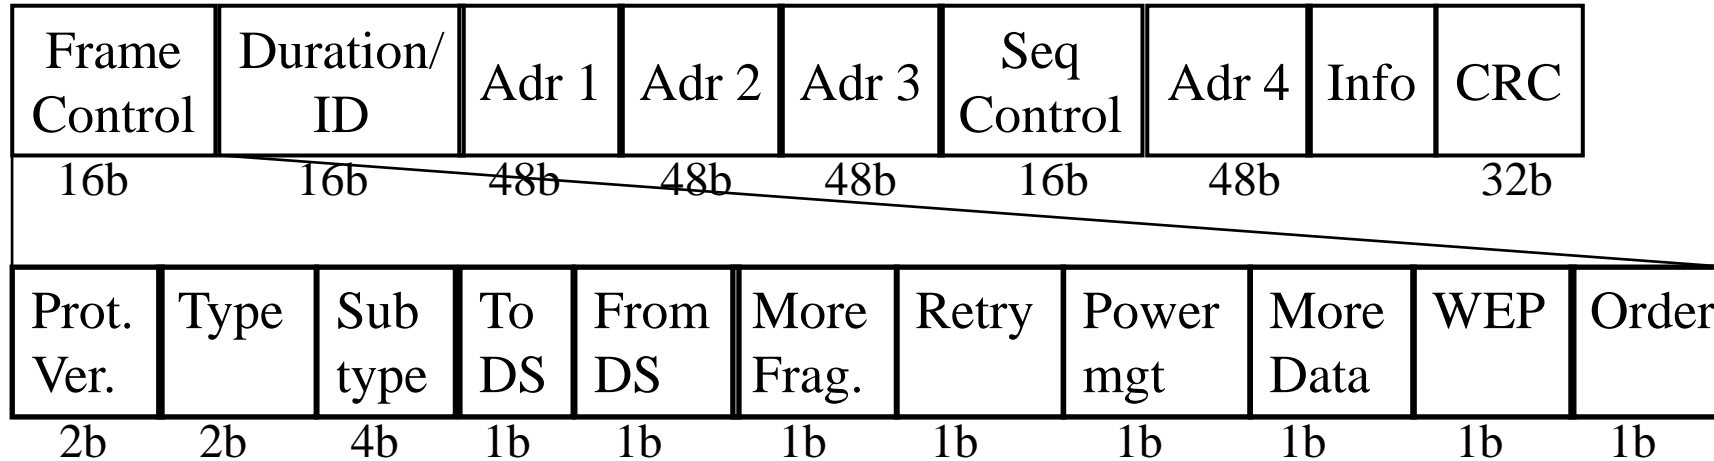 Frame Control
Duration/ ID
Adr 1
Adr 2
Adr 3
Seq Control
Adr 4
Info
CRC
16b 16b 48b 48b 48b 16b 48b 32b
Prot. Ver.
Type
Sub type
To DS
From DS
More Frag.
Retry
Power mgt
More Data
WEP
Order
2b 2b 4b 1b 1b 1b 1b 1b 1b 1b 1b